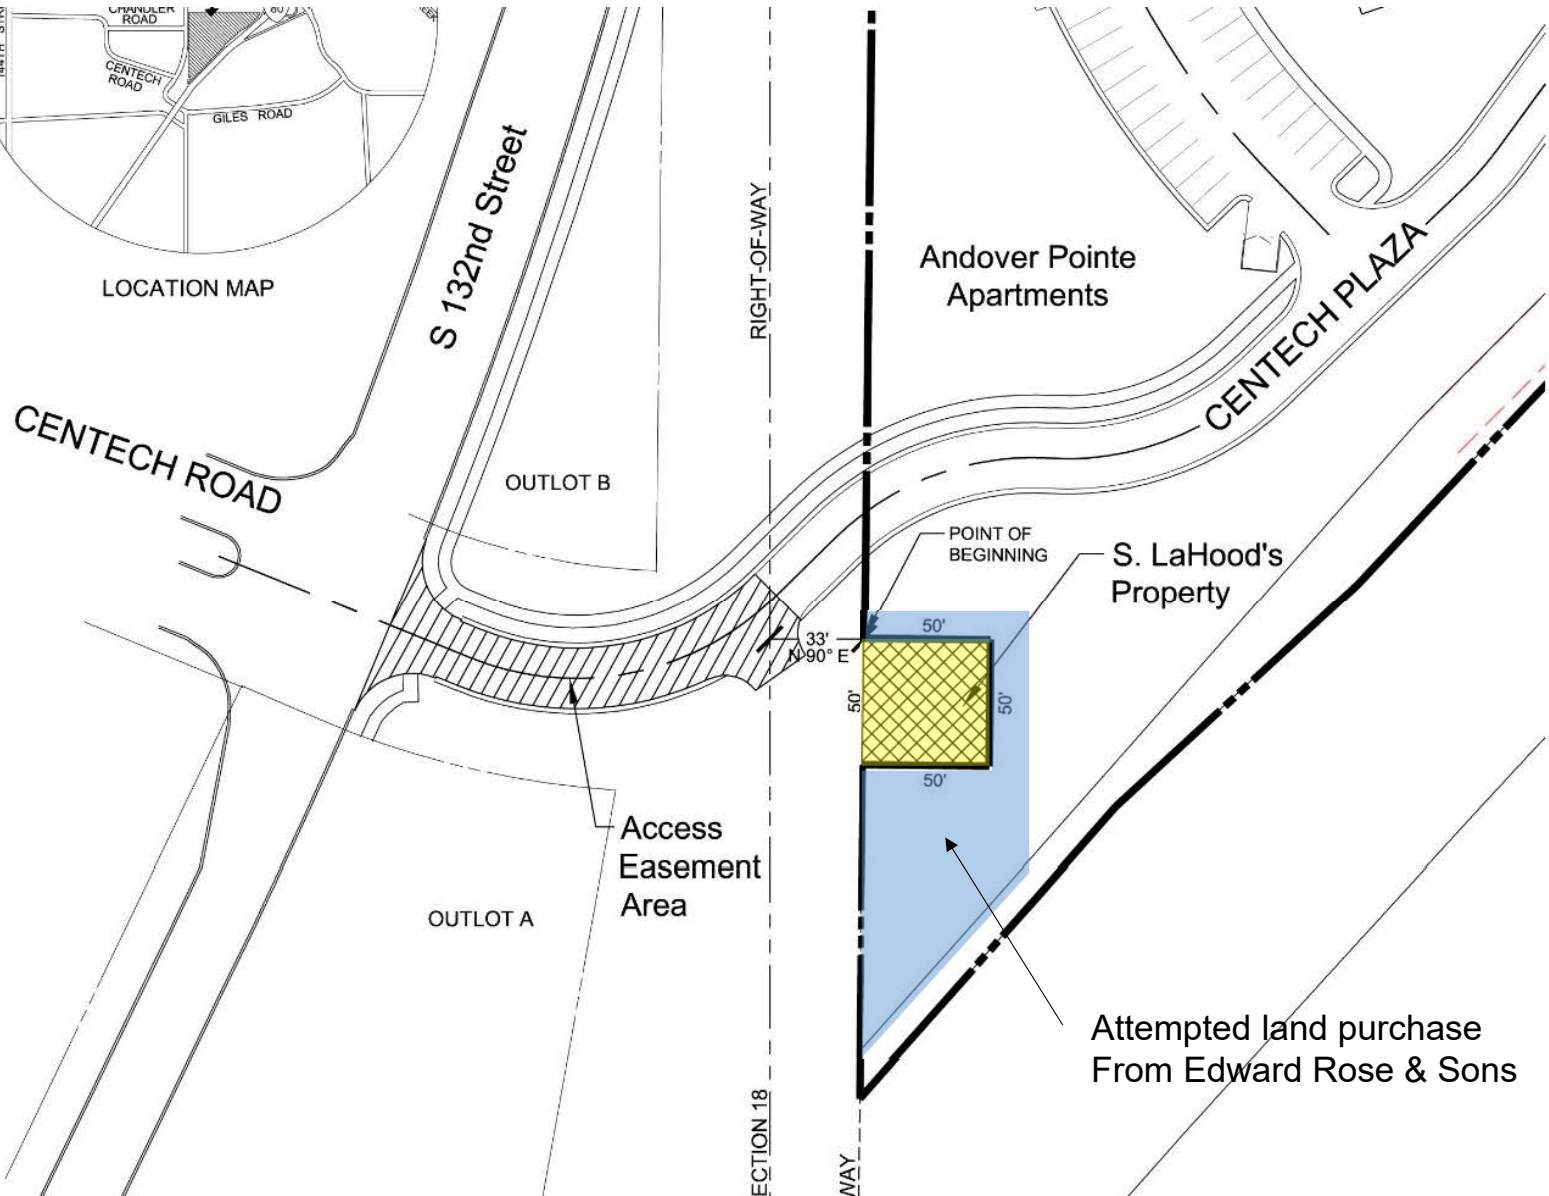 CHANDLER
ROAD
80
CENTECH
ROAD
GILES ROAD
LOCATION MAP
S 132nd Street
RIGHT-OF-WAY
Andover Pointe
Apartments
CENTECH PLAZA
CENTECH ROAD
OUTLOT B
POINT OF
BEGINNING
S. LaHood's
Property
50'
33'
N 90° E
50'
50'
50'
Access
Easement
Area
OUTLOT A
Attempted land purchase
From Edward Rose & Sons
ECTION 18
WAY